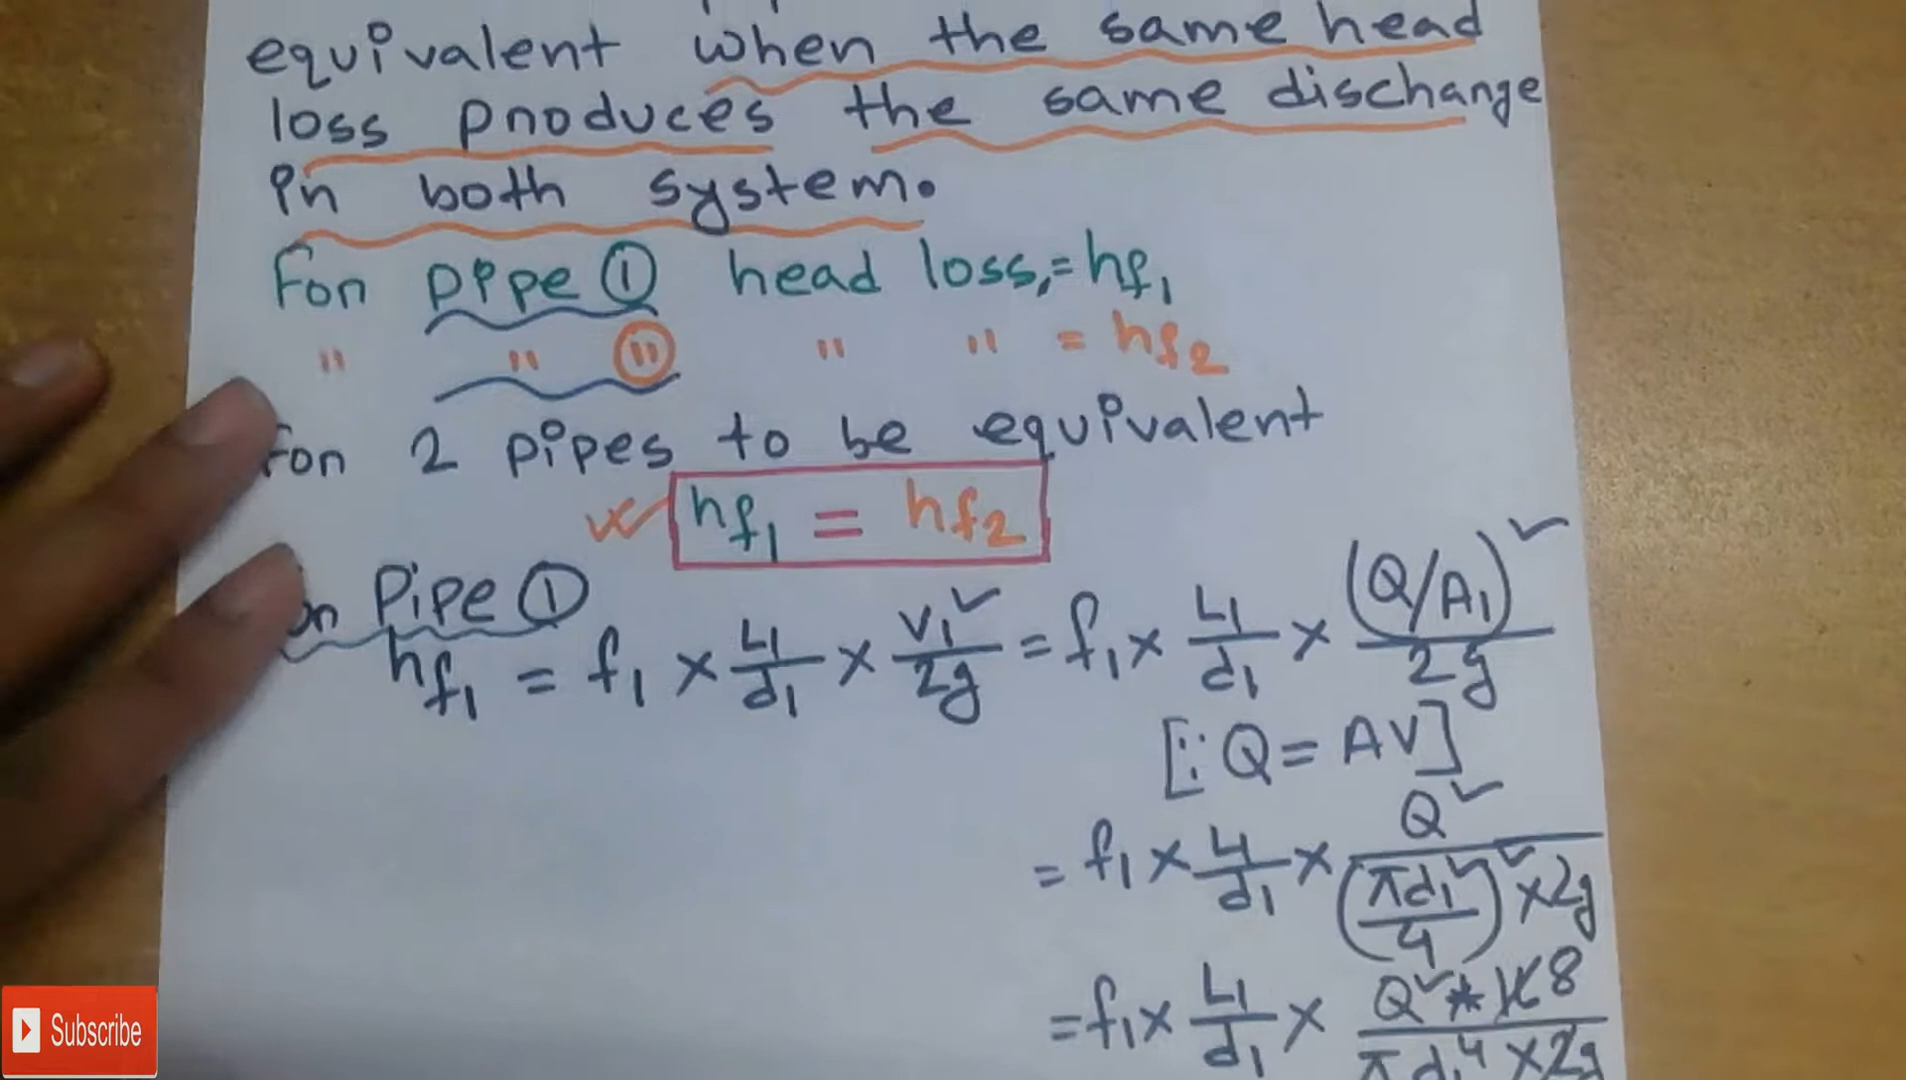 equivalent when the same head
loss produces the same discharge
in both system.
For pipe ① head loss, = hf₁
" " ⑪ " " = hf₂
For 2 pipes to be equivalent
hf₁ = hf₂
Pipe ①
hf₁ = f₁ × L₁/d₁ × V₁²/2g = f₁ × L₁/d₁ × (Q/A₁)²/2g
[∵ Q = AV]
= f₁ × L₁/d₁ × Q²/((πd₁²/4)² × 2g)
= f₁ × L₁/d₁ × Q² * 8
Subscribe